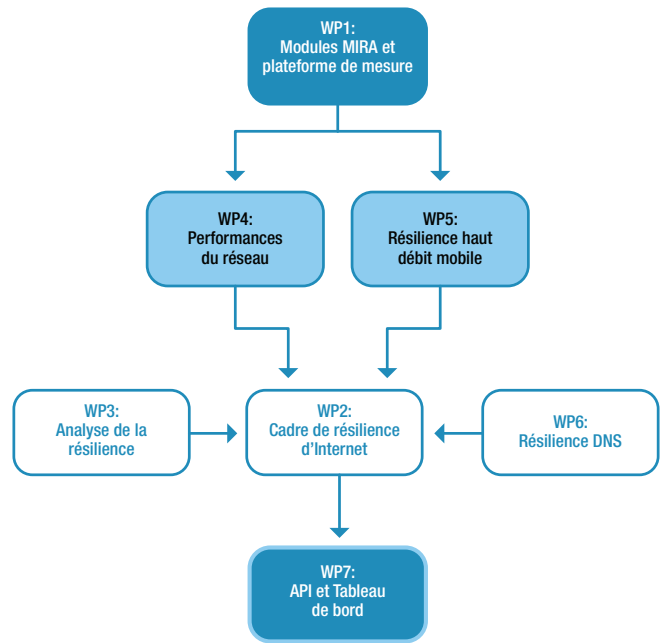 WP1:
Modules MIRA et
plateforme de mesure
WP4:
Performances
du réseau
WP5:
Résilience haut
débit mobile
WP3:
Analyse de la
résilience
WP2:
Cadre de résilience
d’Internet
WP6:
Résilience DNS
WP7:
API et Tableau
de bord